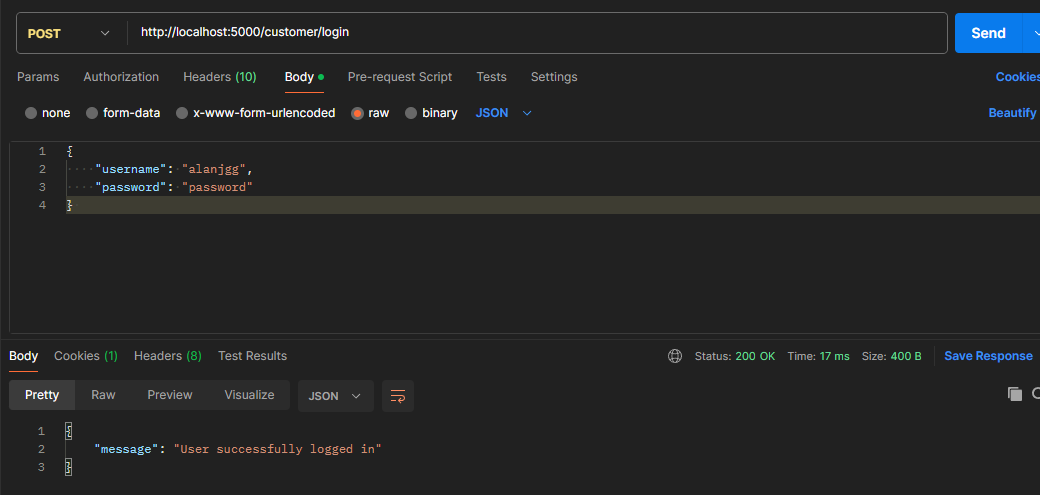 POST http://localhost:5000/customer/login Send
Params Authorization Headers (10) Body Pre-request Script Tests Settings Cookies
none form-data x-www-form-urlencoded raw binary JSON Beautify
1 {
2 "username": "alanjgg",
3 "password": "password"
4 }
Body Cookies (1) Headers (8) Test Results Status: 200 OK Time: 17 ms Size: 400 B Save Response
Pretty Raw Preview Visualize JSON
1 {
2 "message": "User successfully logged in"
3 }